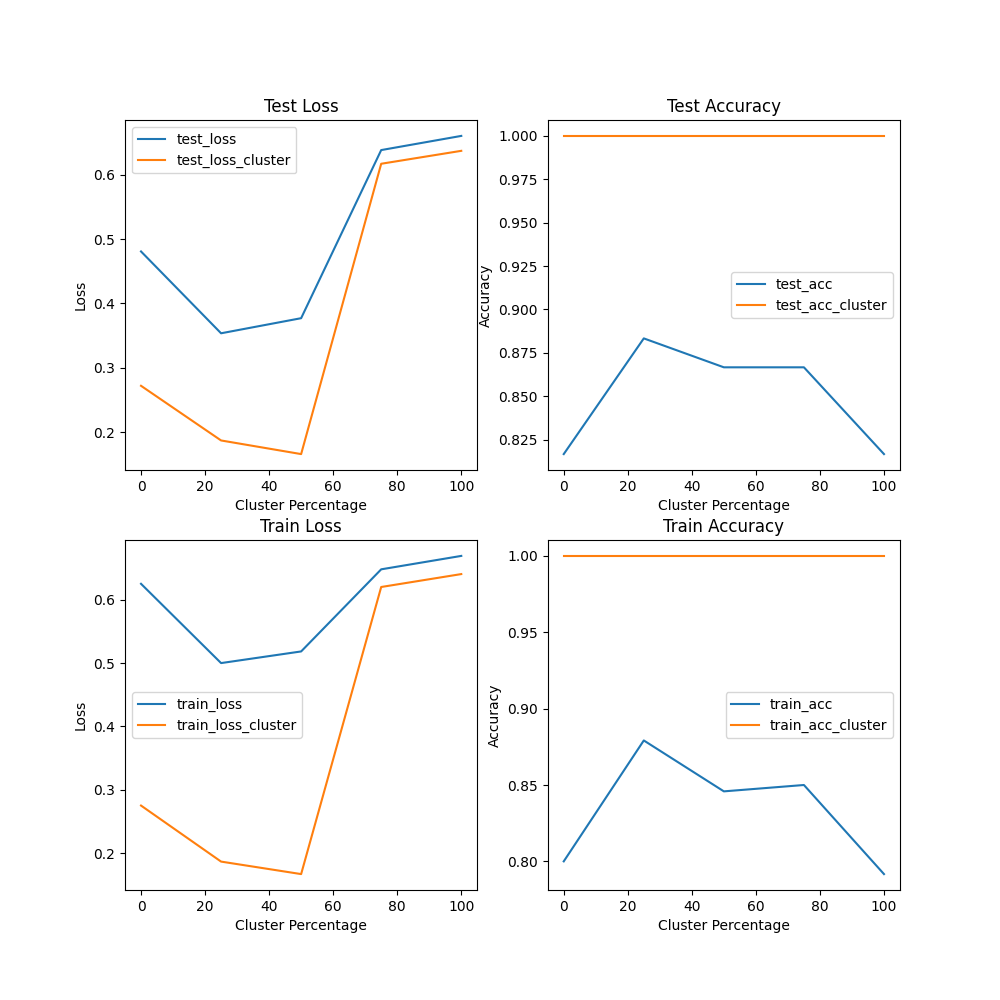 Test Loss
test_loss
test_loss_cluster
0.6
0.5
0.4
0.3
0.2
Loss
0 20 40 60 80 100
Cluster Percentage
Test Accuracy
1.000
0.975
0.950
0.925
0.900
0.875
0.850
0.825
Accuracy
test_acc
test_acc_cluster
0 20 40 60 80 100
Cluster Percentage
Train Loss
0.6
0.5
0.4
0.3
0.2
Loss
train_loss
train_loss_cluster
0 20 40 60 80 100
Cluster Percentage
Train Accuracy
1.00
0.95
0.90
0.85
0.80
Accuracy
train_acc
train_acc_cluster
0 20 40 60 80 100
Cluster Percentage